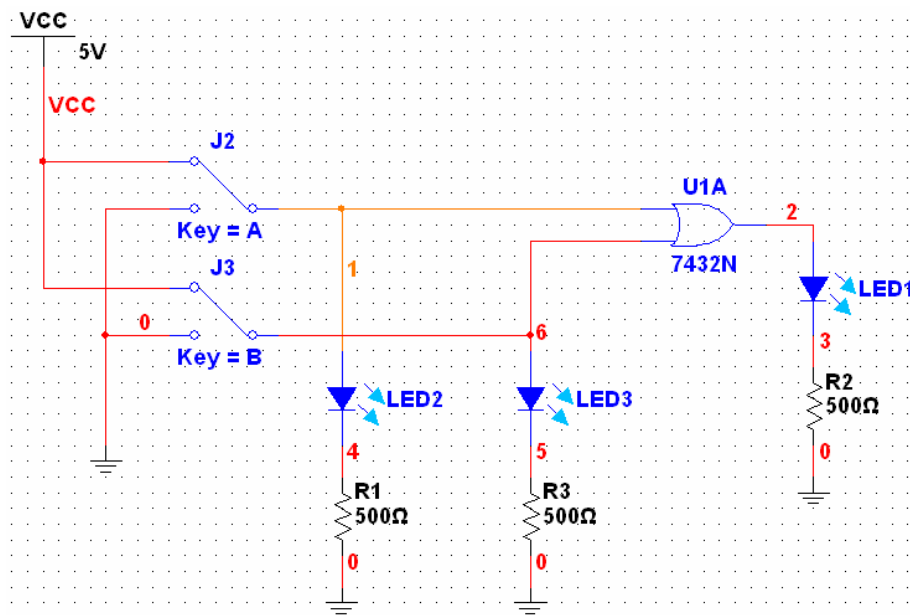 VCC
5V
VCC
J2
Key = A
J3
0
Key = B
1
U1A
7432N
2
LED1
6
3
LED2
LED3
R2
500Ω
4
5
0
R1
500Ω
R3
500Ω
0
0